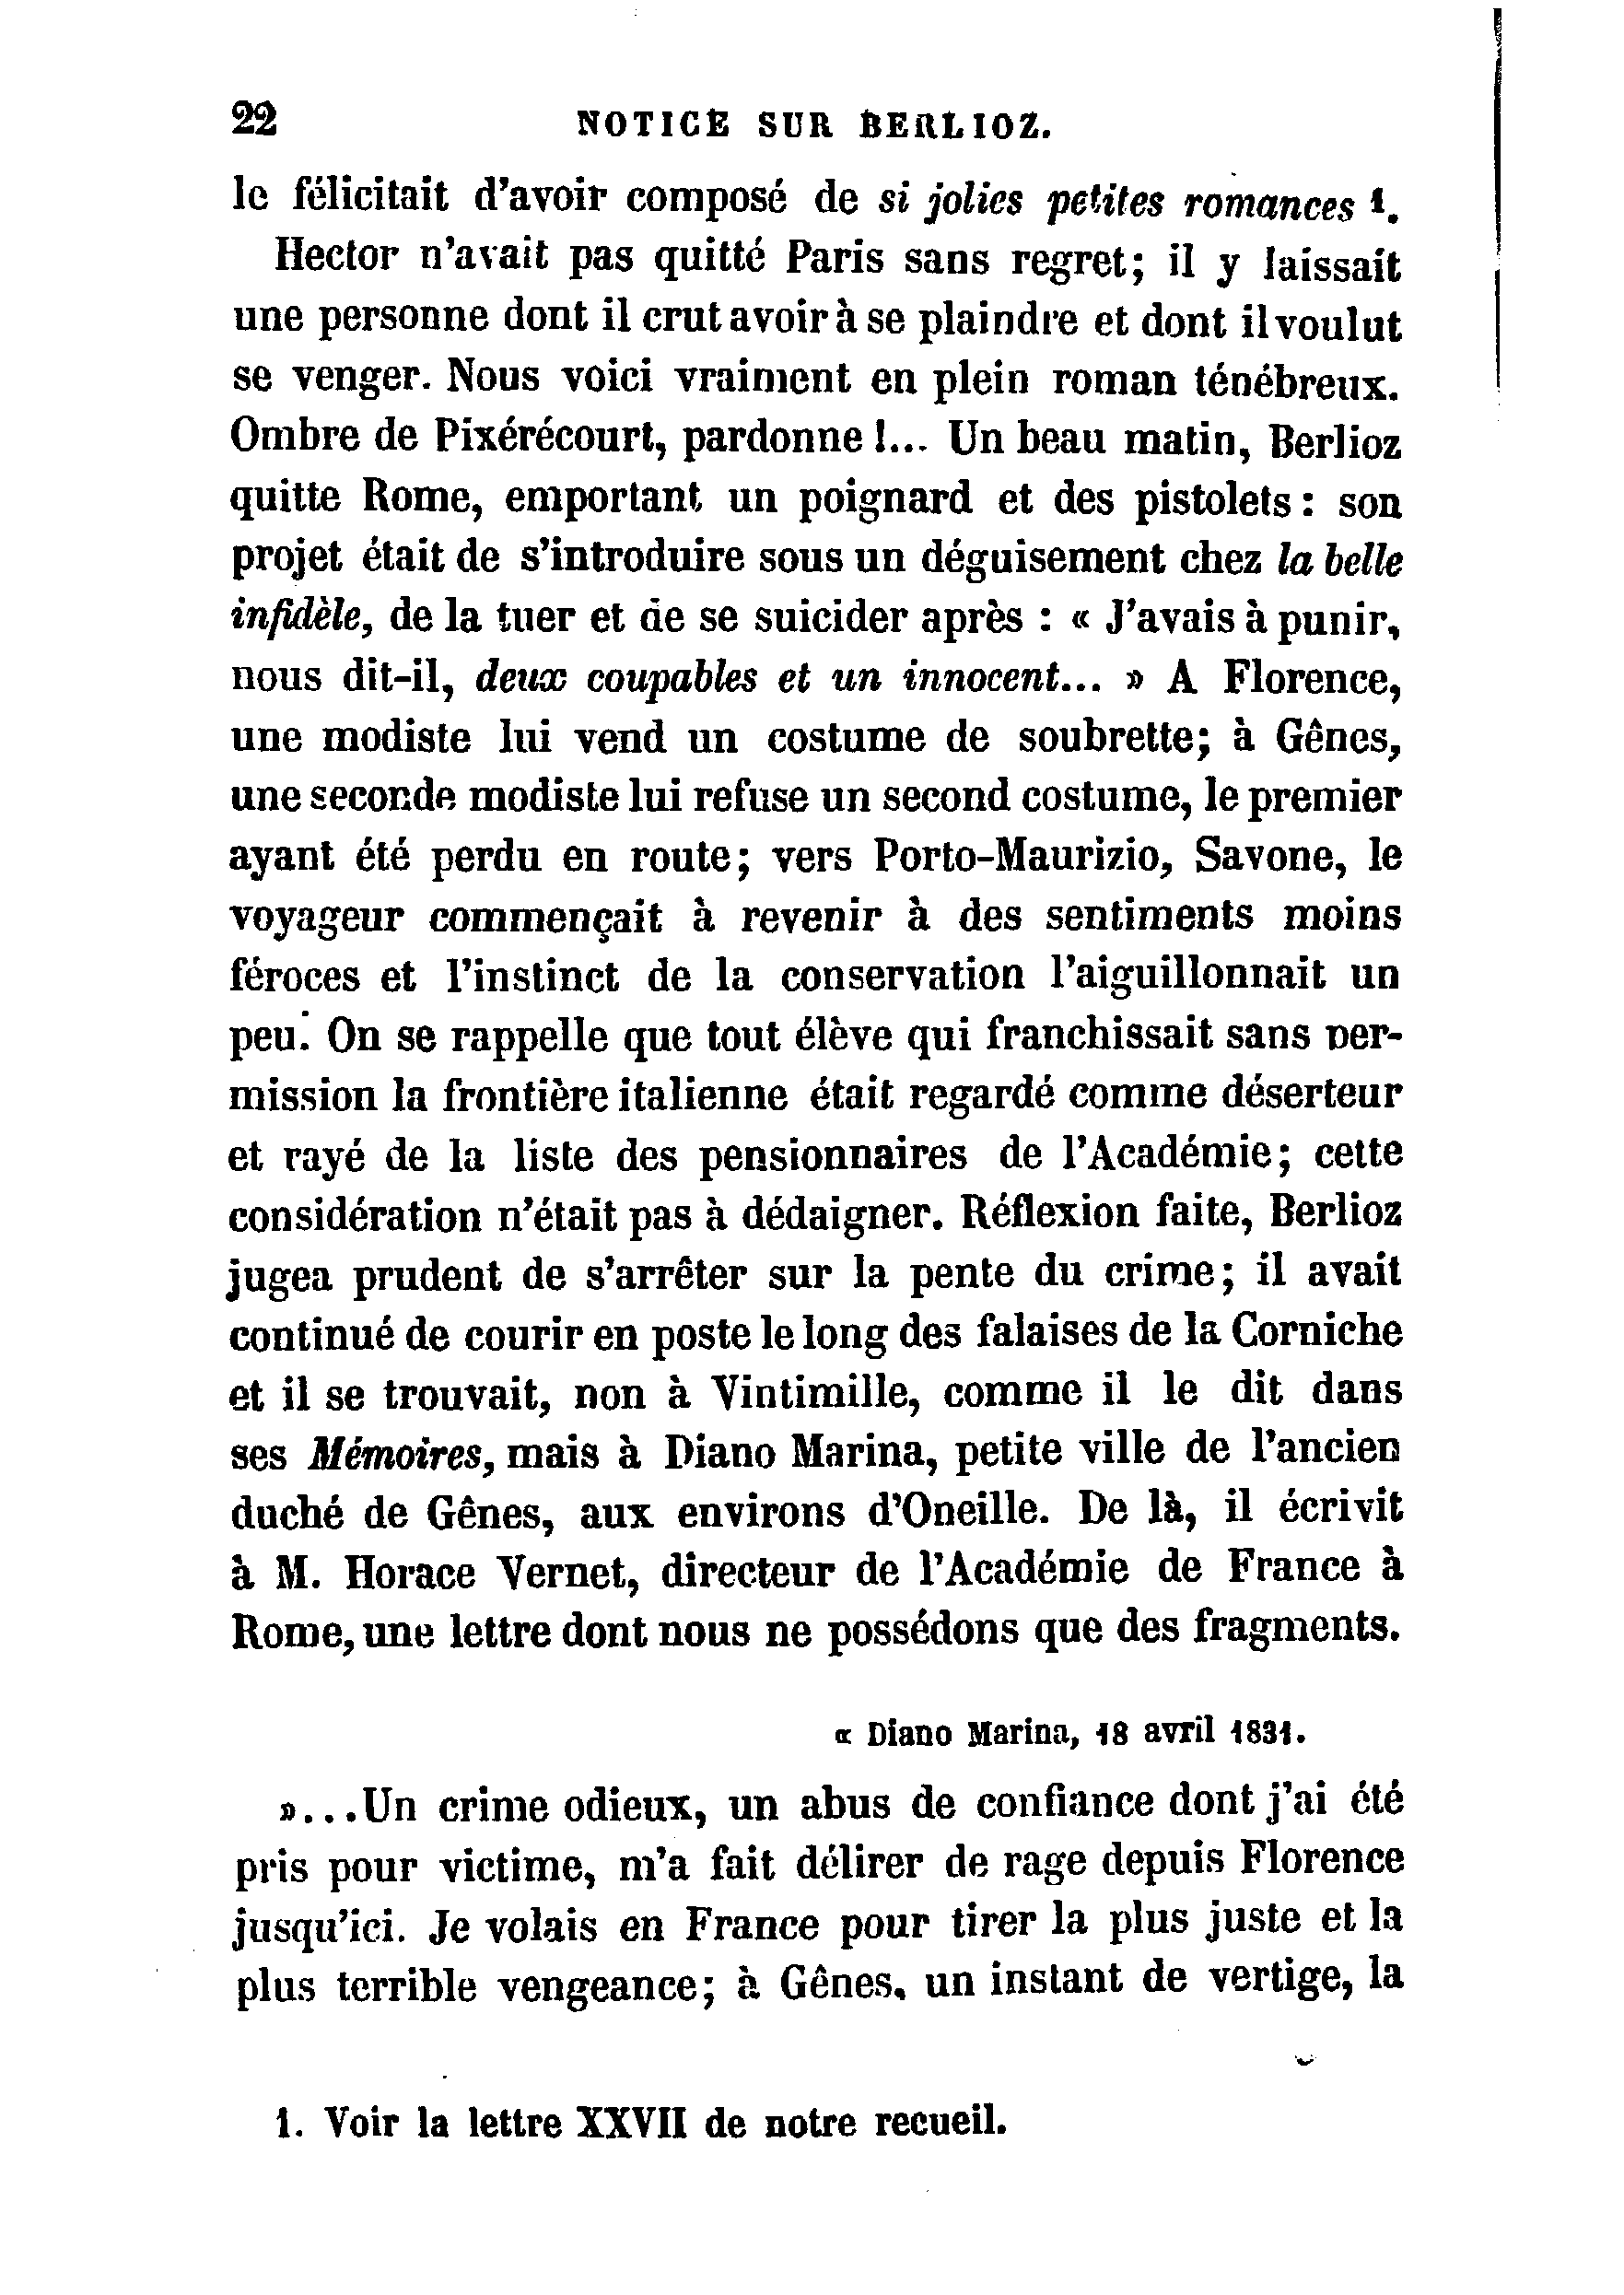 22 NOTICE SUR BERLIOZ.
le félicitait d'avoir composé de si jolies petites romances 1.
Hector n'avait pas quitté Paris sans regret; il y laissait
une personne dont il crut avoir à se plaindre et dont il voulut
se venger. Nous voici vraiment en plein roman ténébreux.
Ombre de Pixérécourt, pardonne !... Un beau matin, Berlioz
quitte Rome, emportant un poignard et des pistolets : son
projet était de s'introduire sous un déguisement chez la belle
infidèle, de la tuer et de se suicider après : « J'avais à punir,
nous dit-il, deux coupables et un innocent... » A Florence,
une modiste lui vend un costume de soubrette; à Gênes,
une seconde modiste lui refuse un second costume, le premier
ayant été perdu en route; vers Porto-Maurizio, Savone, le
voyageur commençait à revenir à des sentiments moins
féroces et l'instinct de la conservation l'aiguillonnait un
peu. On se rappelle que tout élève qui franchissait sans per-
mission la frontière italienne était regardé comme déserteur
et rayé de la liste des pensionnaires de l'Académie; cette
considération n'était pas à dédaigner. Réflexion faite, Berlioz
jugea prudent de s'arrêter sur la pente du crime; il avait
continué de courir en poste le long des falaises de la Corniche
et il se trouvait, non à Vintimille, comme il le dit dans
ses Mémoires, mais à Diano Marina, petite ville de l'ancien
duché de Gênes, aux environs d'Oneille. De là, il écrivit
à M. Horace Vernet, directeur de l'Académie de France à
Rome, une lettre dont nous ne possédons que des fragments.
« Diano Marina, 18 avril 1831.
»...Un crime odieux, un abus de confiance dont j'ai été
pris pour victime, m'a fait délirer de rage depuis Florence
jusqu'ici. Je volais en France pour tirer la plus juste et la
plus terrible vengeance; à Gênes, un instant de vertige, la
1. Voir la lettre XXVII de notre recueil.